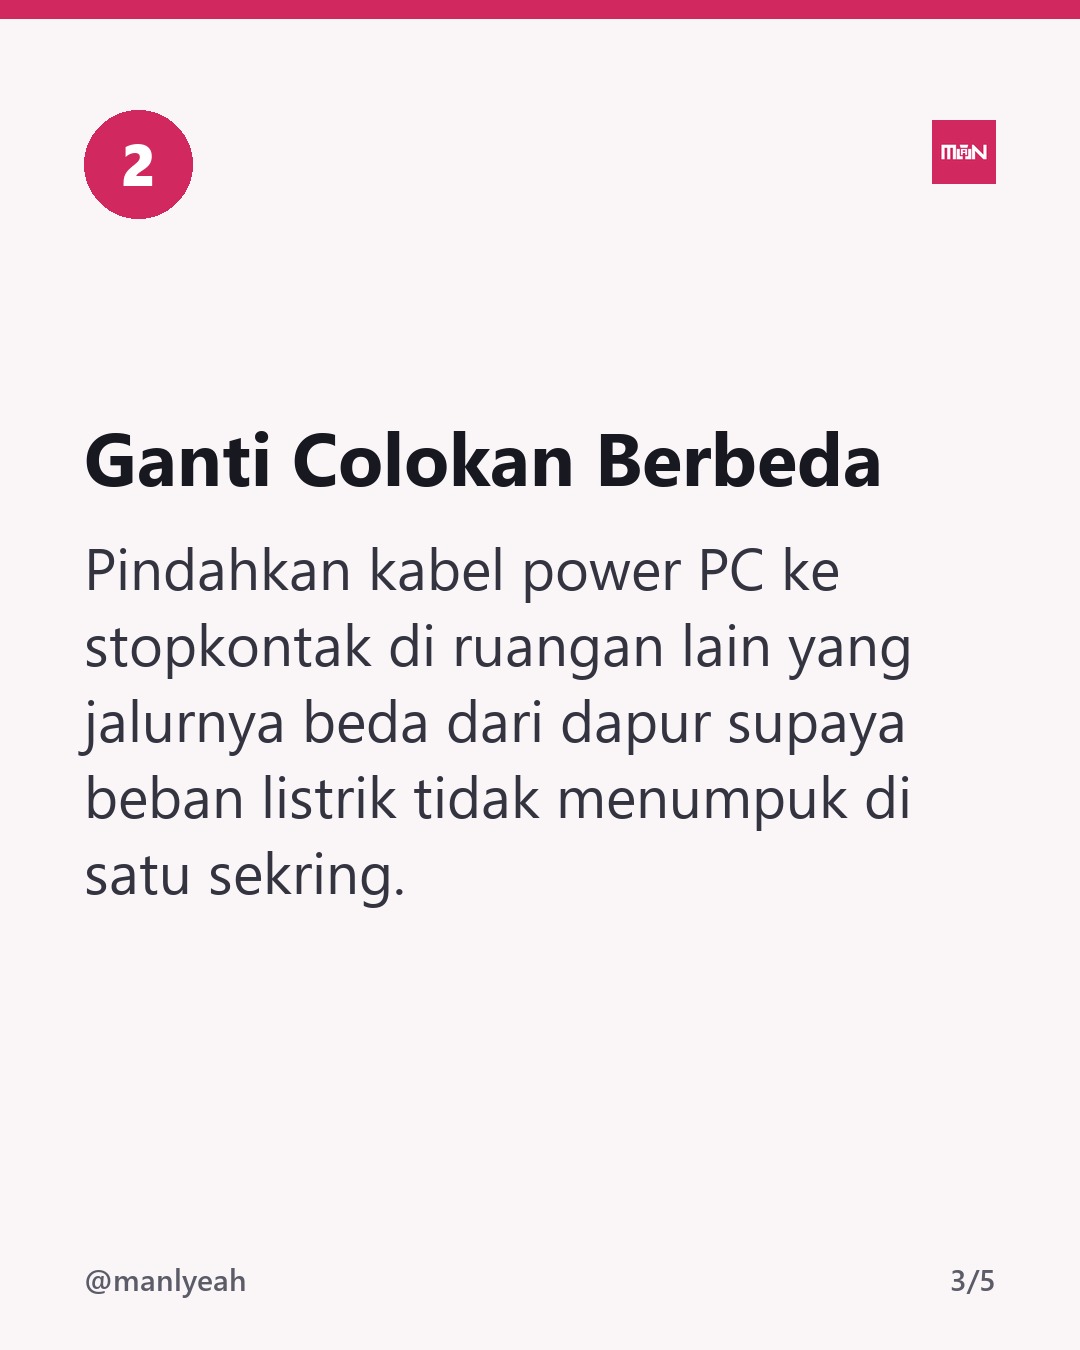 2
Ganti Colokan Berbeda
Pindahkan kabel power PC ke
stopkontak di ruangan lain yang
jalurnya beda dari dapur supaya
beban listrik tidak menumpuk di
satu sekring.
@manlyeah
3/5